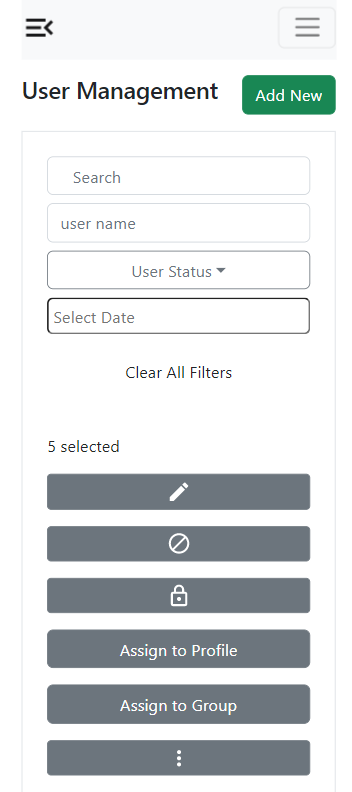 User Management
Add New
Search
user name
User Status
Select Date
Clear All Filters
5 selected
Assign to Profile
Assign to Group